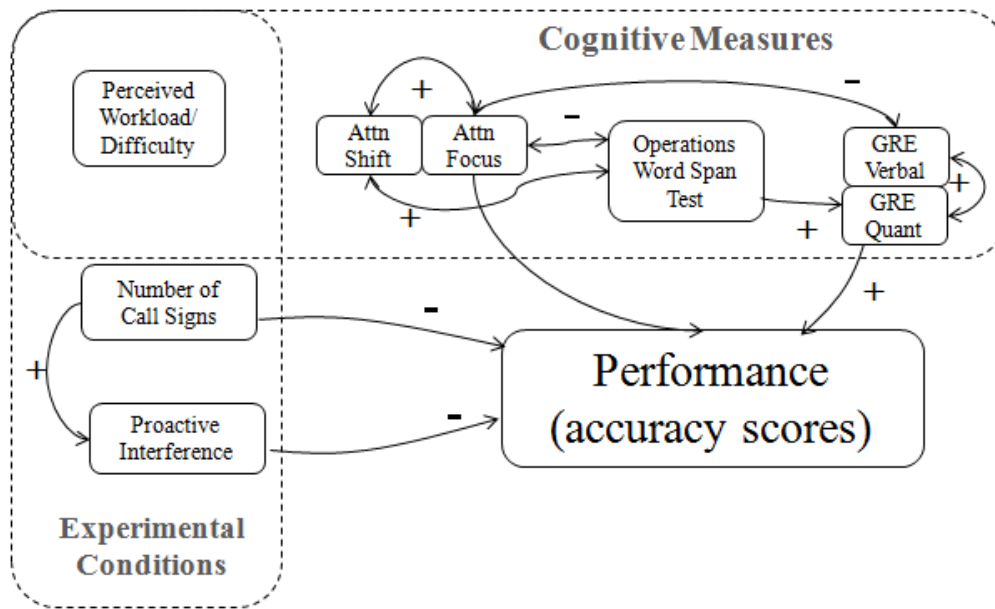 Cognitive Measures
Perceived
Workload/
Difficulty
+
-
Attn
Shift
Attn
Focus
-
Operations
Word Span
Test
GRE
Verbal
+
GRE
Quant
+
+
Number of
Call Signs
-
+
+
Performance
(accuracy scores)
Proactive
Interference
-
Experimental
Conditions